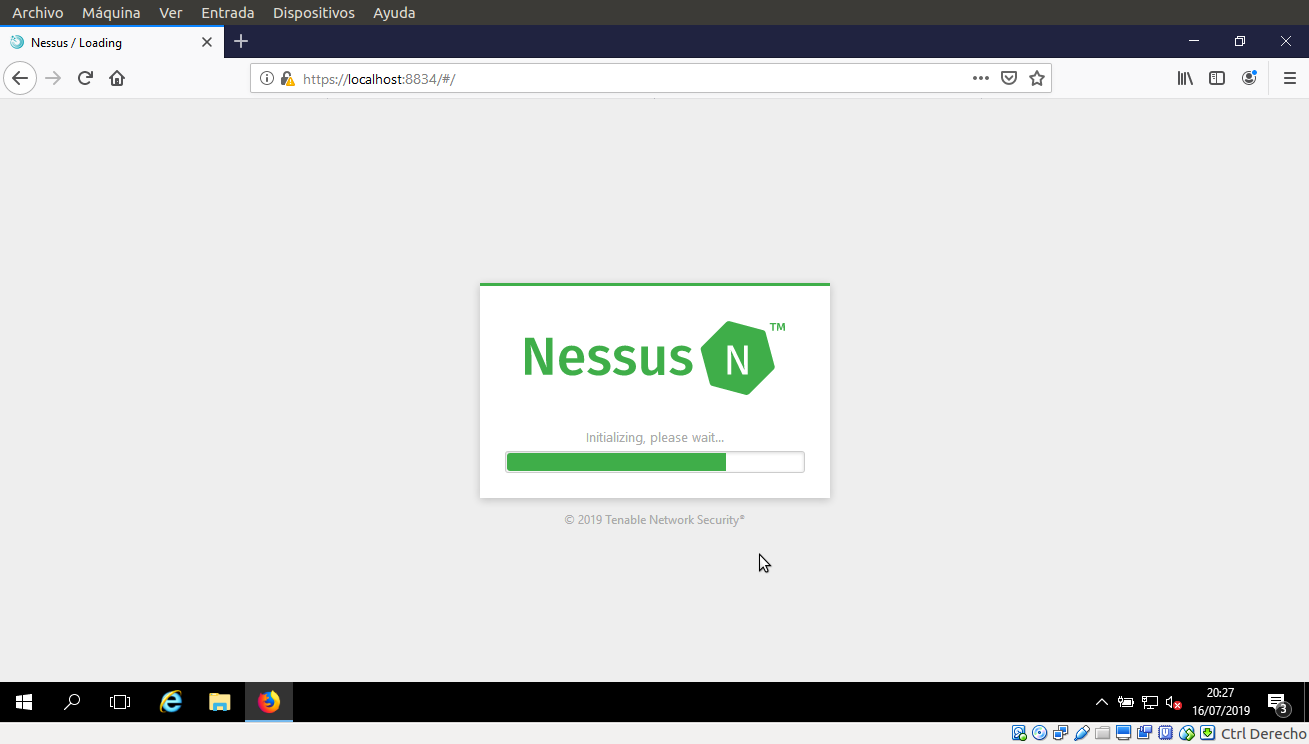 Archivo Máquina Ver Entrada Dispositivos Ayuda
Nessus / Loading
https://localhost:8834/#/
Nessus N TM
Initializing, please wait...
© 2019 Tenable Network Security®
20:27
16/07/2019
3
Ctrl Derecho